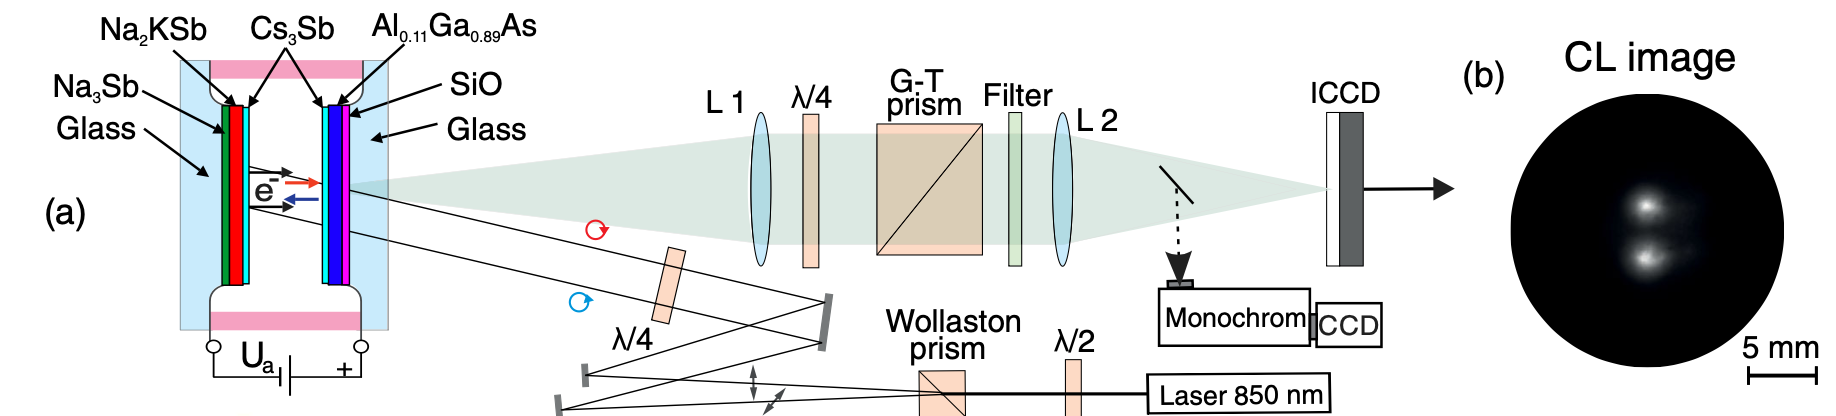 Na₂KSb
Cs₃Sb
Al₀.₁₁Ga₀.₈₉As
Na₃Sb
SiO
Glass
Glass
(a)
e⁻
Uₐ
+
L 1
λ/4
G-T
prism
Filter
L 2
ICCD
λ/4
Wollaston
prism
λ/2
Monochrom
CCD
Laser 850 nm
(b)
CL image
5 mm